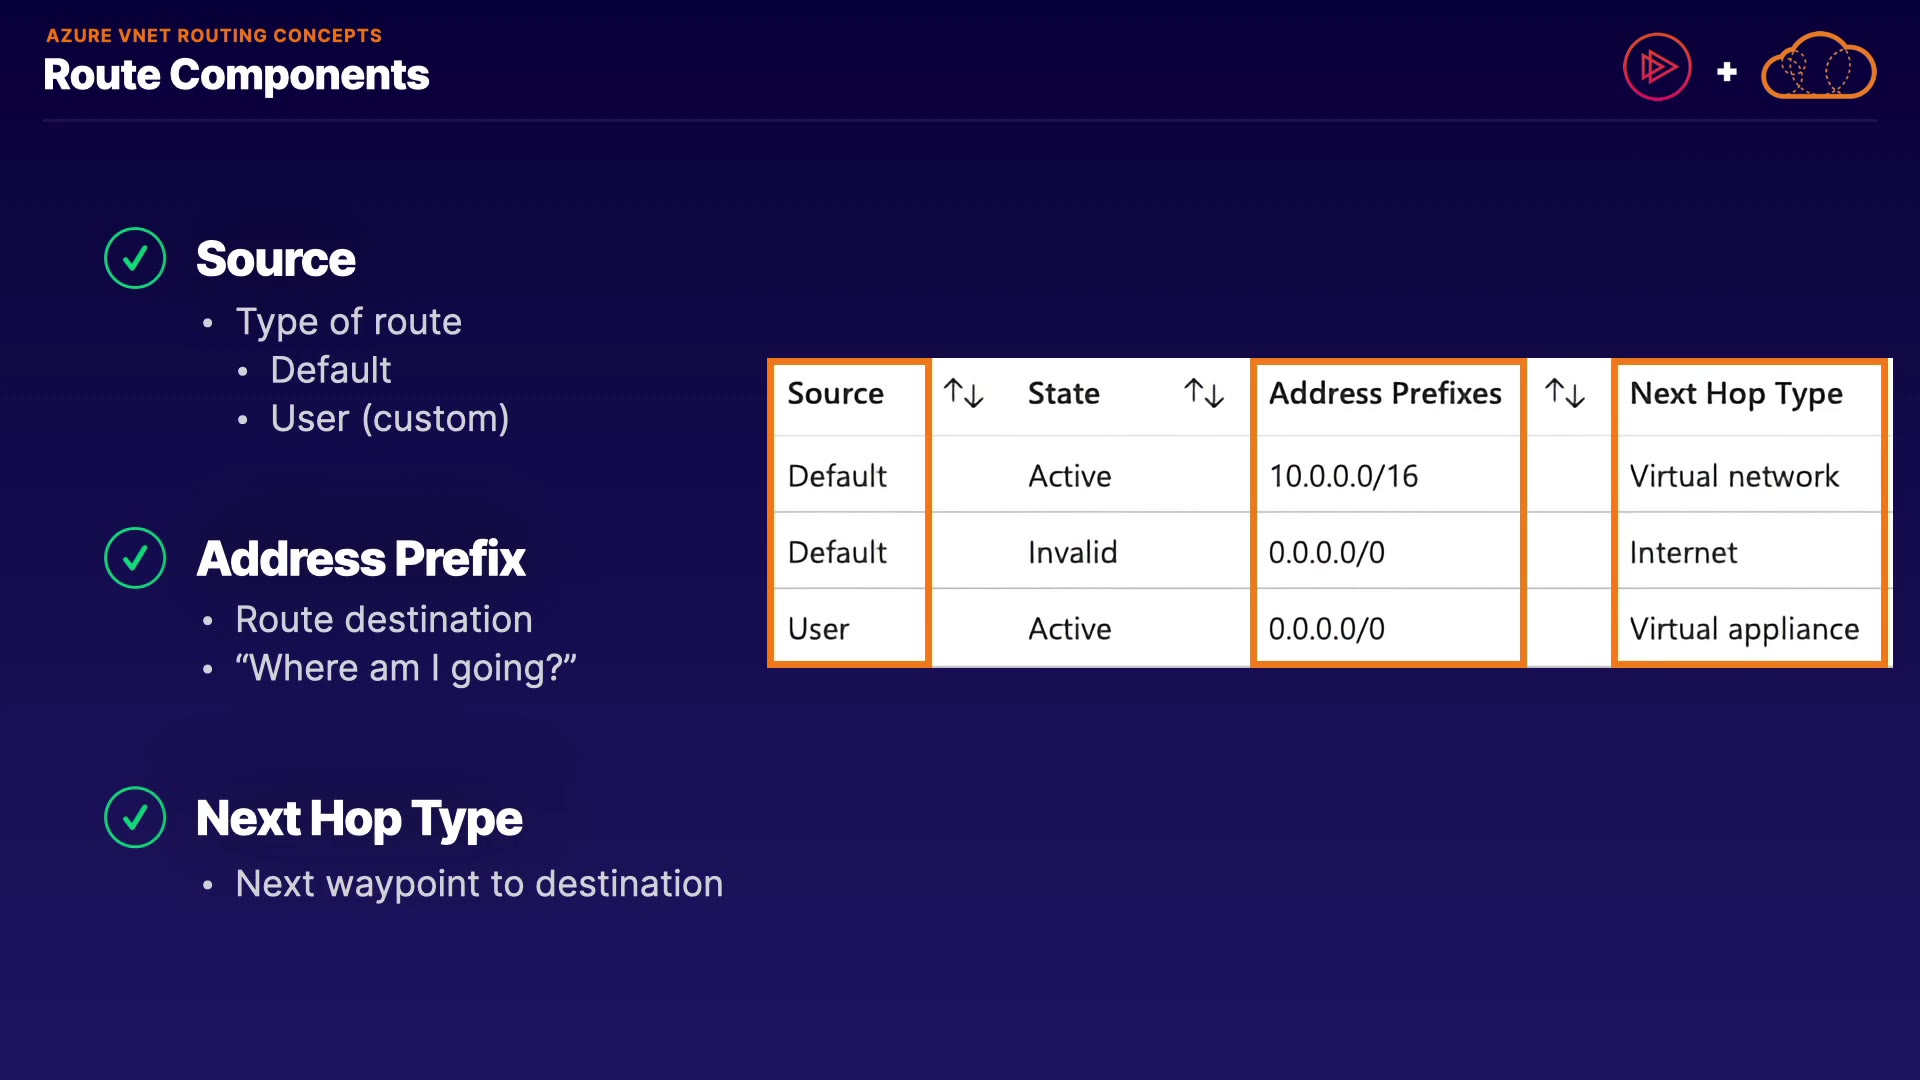 AZURE VNET ROUTING CONCEPTS
Route Components
+
Source
• Type of route
• Default
• User (custom)
Address Prefix
• Route destination
• “Where am I going?”
Next Hop Type
• Next waypoint to destination
Source ↑↓ State ↑↓ Address Prefixes ↑↓ Next Hop Type
Default Active 10.0.0.0/16 Virtual network
Default Invalid 0.0.0.0/0 Internet
User Active 0.0.0.0/0 Virtual appliance